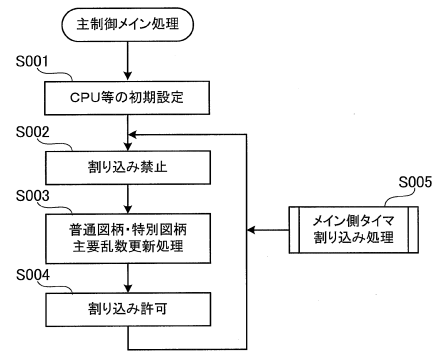 主制御メイン処理
S001
CPU等の初期設定
S002
割り込み禁止
S003
普通図柄・特別図柄
主要乱数更新処理
S004
割り込み許可
S005
メイン側タイマ
割り込み処理